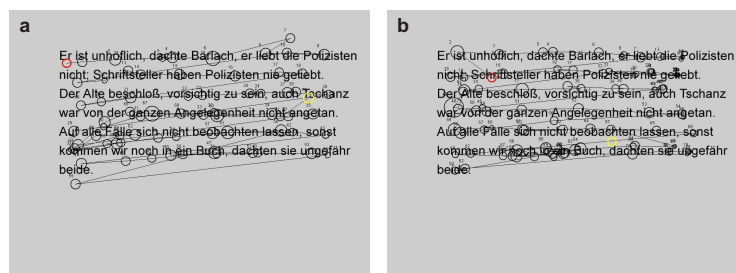 a
Er ist unhöflich, dachte Bärlach, er liebt die Polizisten
nicht; Schriftsteller haben Polizisten nie geliebt.
Der Alte beschloß, vorsichtig zu sein, auch Tschanz
war von der ganzen Angelegenheit nicht angetan.
Auf alle Fälle sich nicht beobachten lassen, sonst
kommen wir noch in ein Buch, dachten sie ungefähr
beide.
b
Er ist unhöflich, dachte Bärlach, er liebt die Polizisten
nicht; Schriftsteller haben Polizisten nie geliebt.
Der Alte beschloß, vorsichtig zu sein, auch Tschanz
war von der ganzen Angelegenheit nicht angetan.
Auf alle Fälle sich nicht beobachten lassen, sonst
kommen wir noch in ein Buch, dachten sie ungefähr
beide.